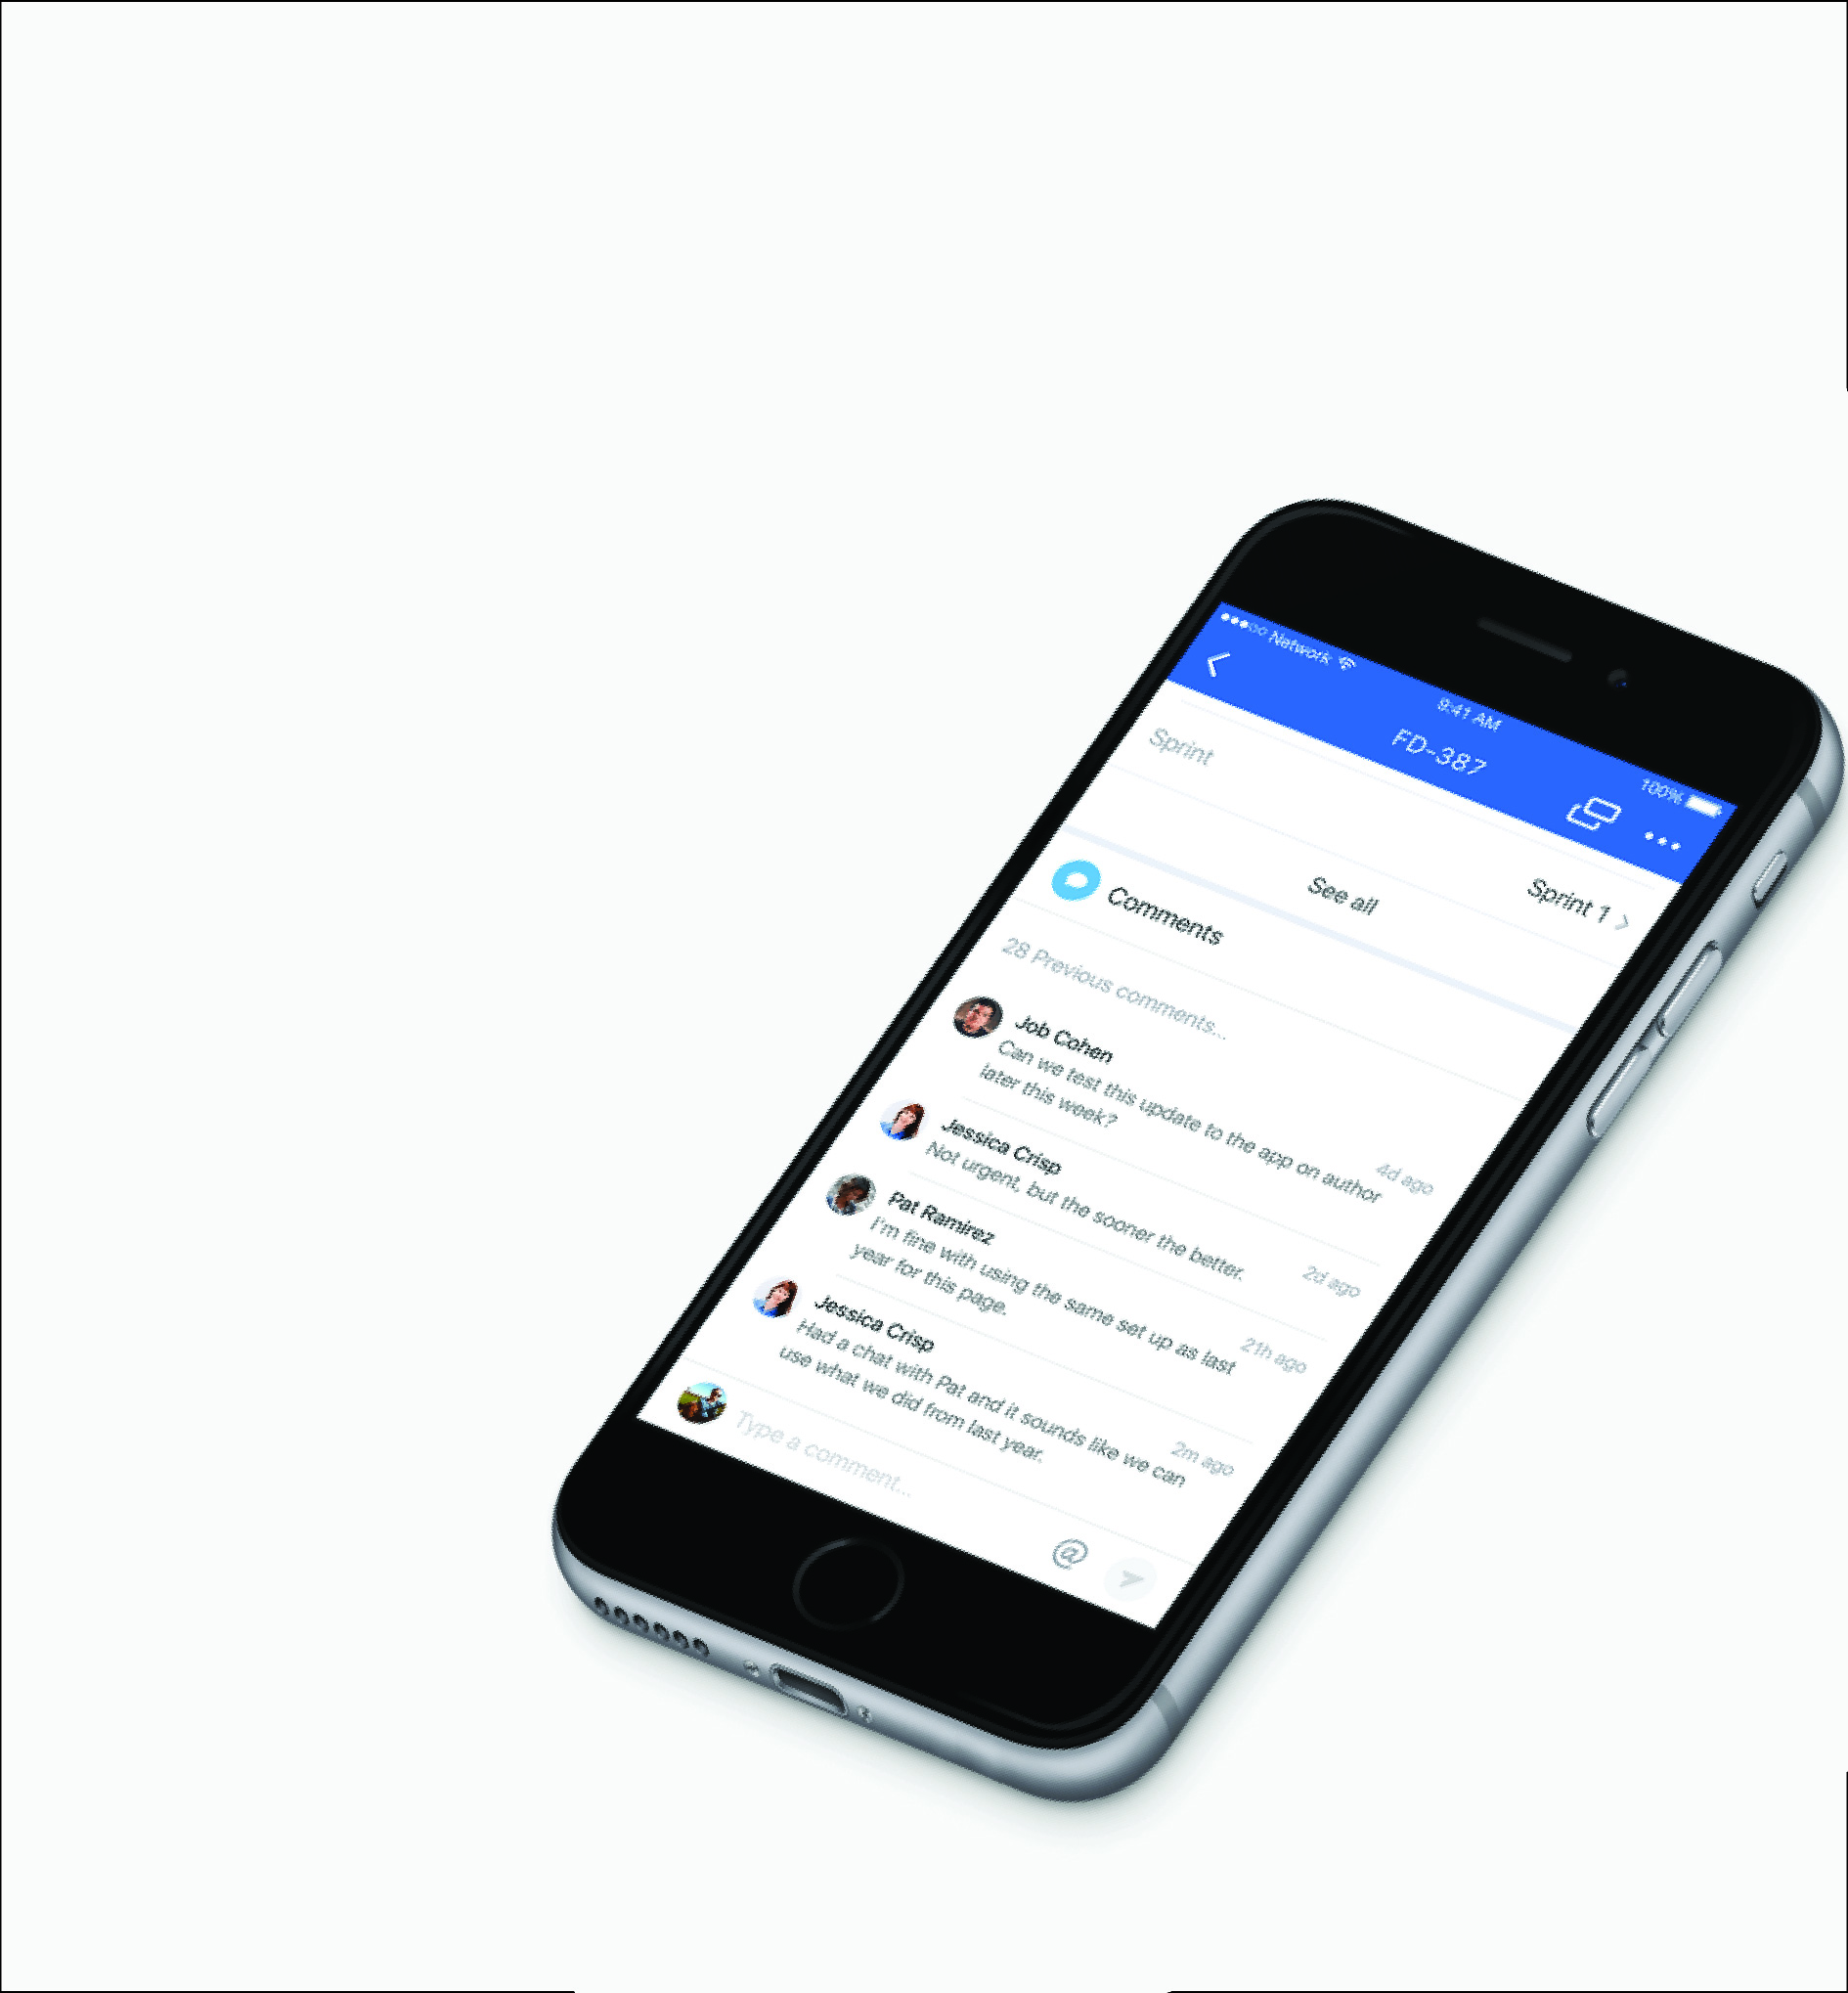 Network
9:41 AM
100%
FD-387
Sprint
Sprint 1
See all
Comments
28 Previous comments...
Job Cohen
4d ago
Can we test this update to the app on author
later this week?
Jessica Crisp
2d ago
Not urgent, but the sooner the better.
Pat Ramirez
21h ago
I'm fine with using the same set up as last
year for this page.
Jessica Crisp
2m ago
Had a chat with Pat and it sounds like we can
use what we did from last year.
Type a comment...
@